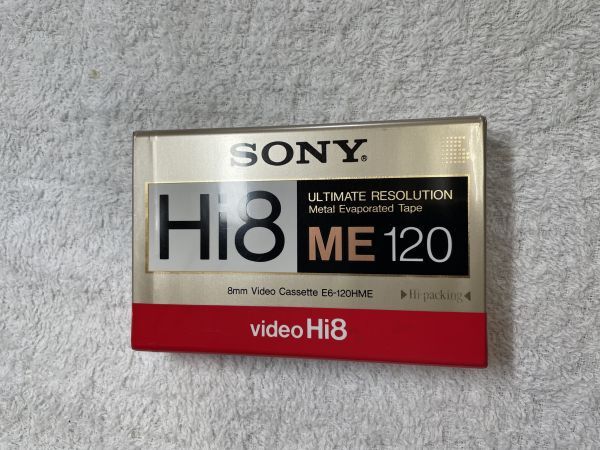 SONY®
Hi8
ULTIMATE RESOLUTION
Metal Evaporated Tape
ME 120
8mm Video Cassette E6-120HME
▶Hi-packing◀
video Hi8